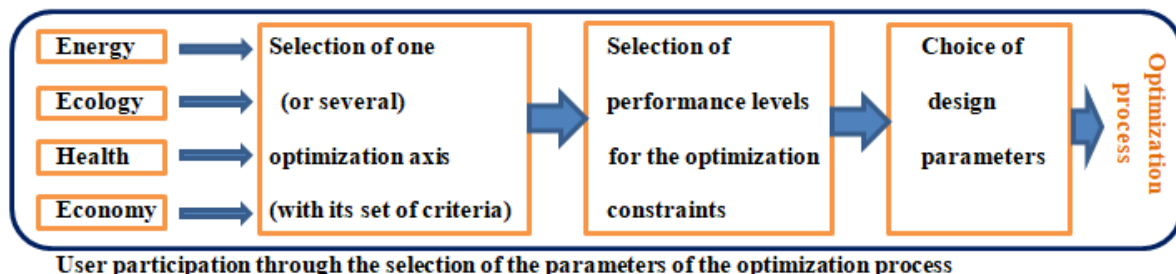 Energy
Ecology
Health
Economy
Selection of one
(or several)
optimization axis
(with its set of criteria)
Selection of
performance levels
for the optimization
constraints
Choice of
design
parameters
Optimization
process
User participation through the selection of the parameters of the optimization process